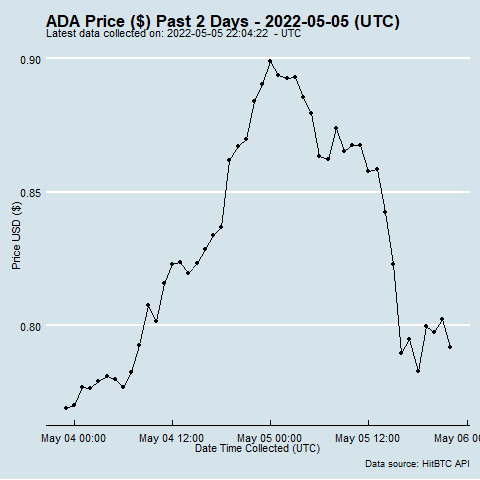 ADA Price ($) Past 2 Days - 2022-05-05 (UTC)
Latest data collected on: 2022-05-05 22:04:22 - UTC
0.90
0.85
0.80
Price USD ($)
May 04 00:00
May 04 12:00
May 05 00:00
May 05 12:00
May 06 0
Date Time Collected (UTC)
Data source: HitBTC API